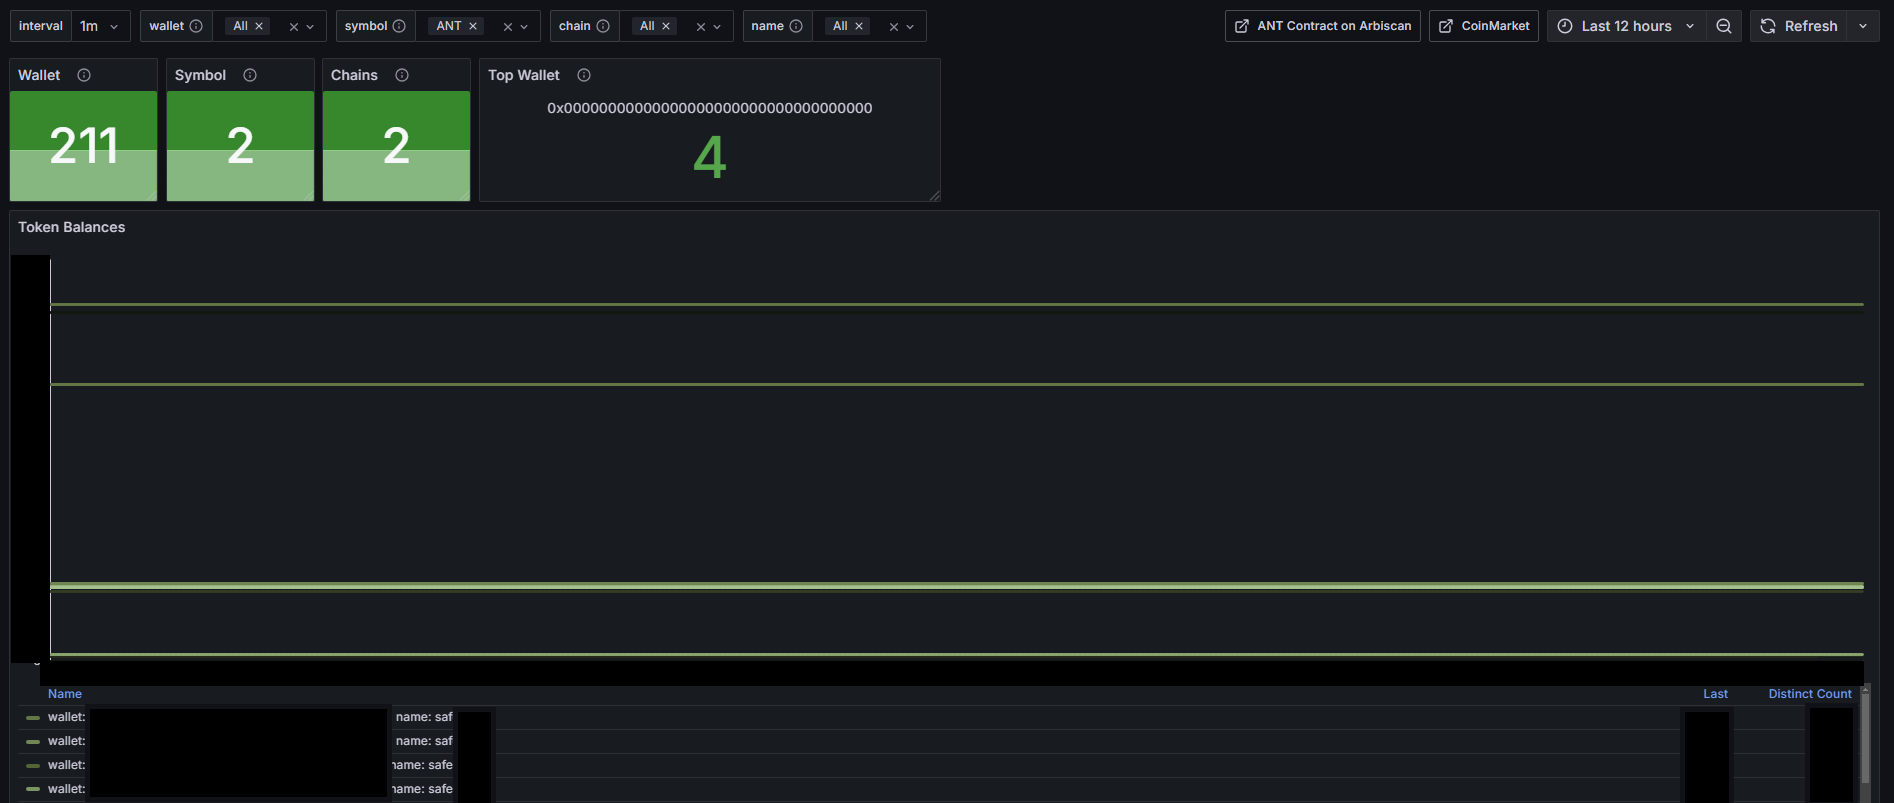 interval 1m wallet All symbol ANT chain All name All ANT Contract on Arbiscan CoinMarket Last 12 hours Refresh
Wallet Symbol Chains Top Wallet
0x0000000000000000000000000000000000000000
211 2 2 4
Token Balances
Name Last Distinct Count
wallet: name: saf
wallet: name: saf
wallet: name: safe
wallet: name: safe